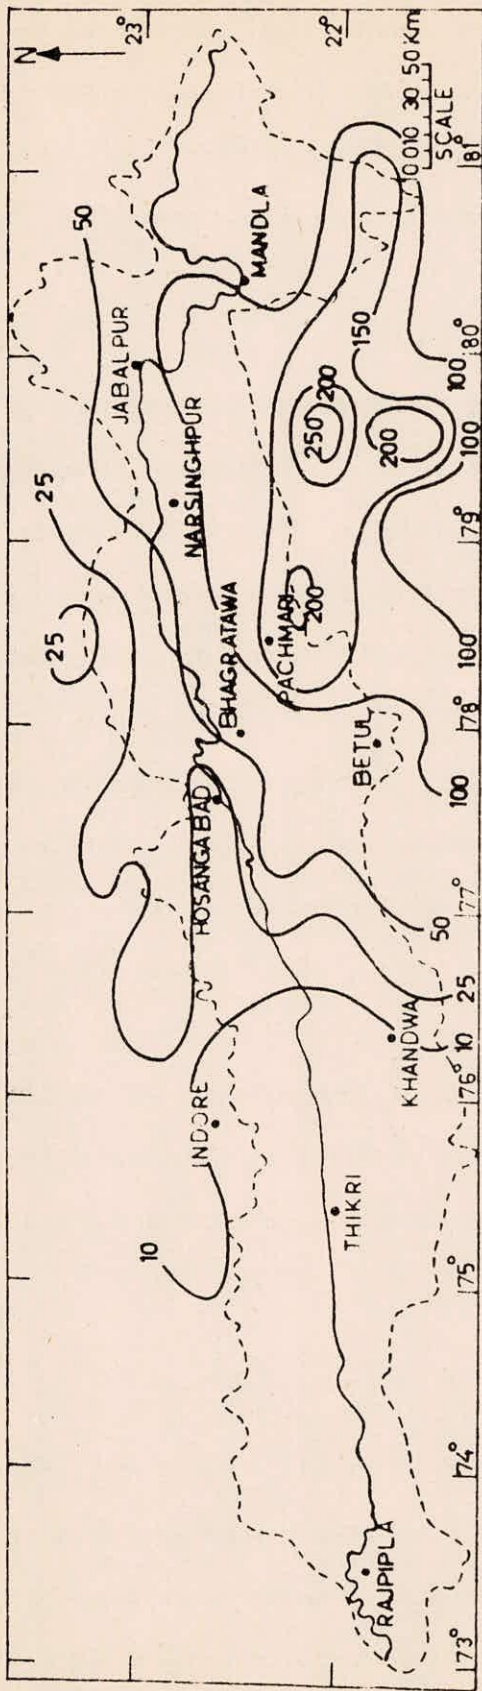 N
23°
22°
50
JABALPUR
MANDLA
25
NARSINGHPUR
25
BHAGRATAWA
HOSANGABAD
PACHMARI
200
250
200
200
150
100
100
100
100
BETUL
50
25
10
KHANDWA
INDORE
10
THIKRI
RAJPIPLA
10 0 10 30 50 Km
SCALE
73°
74°
75°
76°
77°
78°
79°
80°
81°